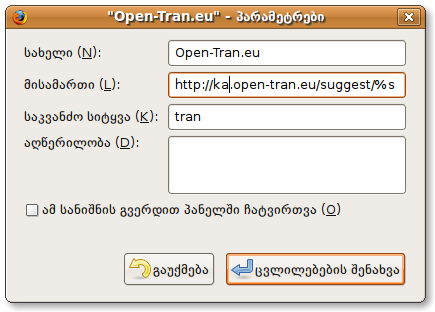 "Open-Tran.eu" - პარამეტრები
სახელი (N): Open-Tran.eu
მისამართი (L): http://ka.open-tran.eu/suggest/%s
საკვანძო სიტყვა (K): tran
აღწერილობა (D):
ამ სანიშნის გვერდით პანელში ჩატვირთვა (O)
გაუქმება ცვლილებების შენახვა